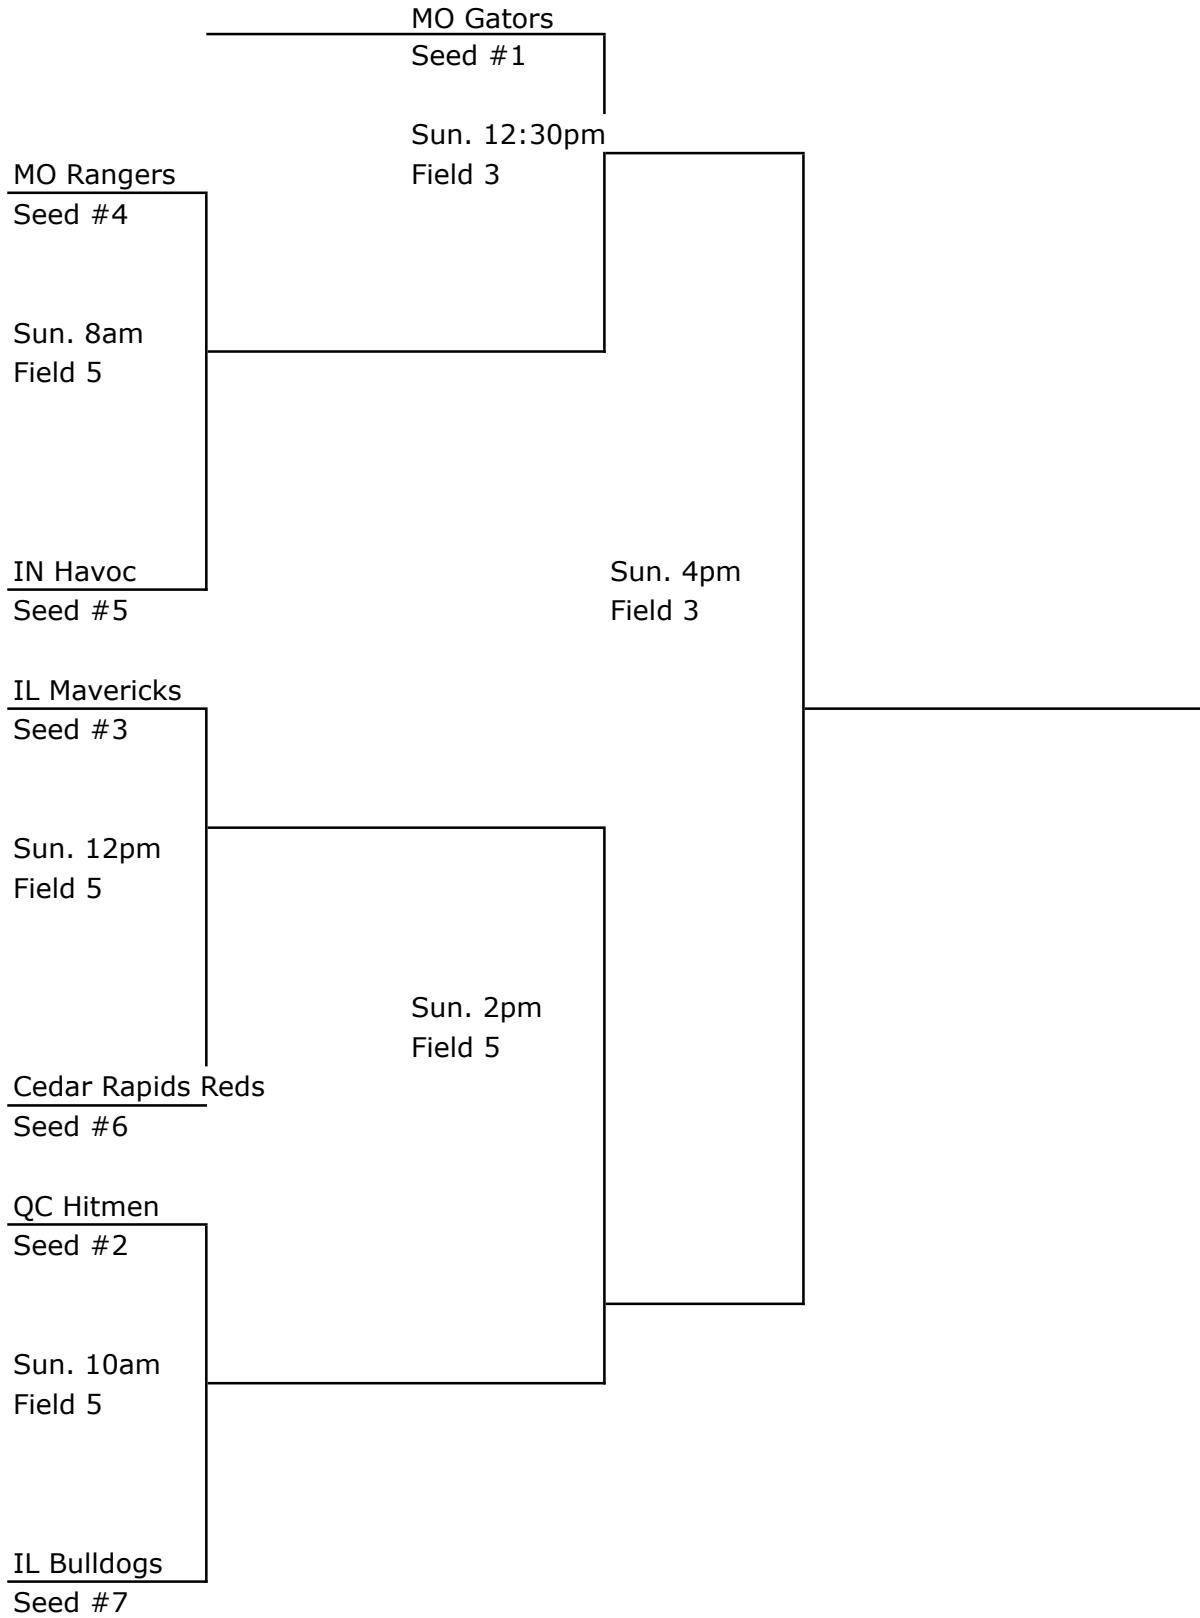 MO Gators
Seed #1
Sun. 12:30pm
Field 3
MO Rangers
Seed #4
Sun. 8am
Field 5
IN Havoc
Seed #5
Sun. 4pm
Field 3
IL Mavericks
Seed #3
Sun. 12pm
Field 5
Sun. 2pm
Field 5
Cedar Rapids Reds
Seed #6
QC Hitmen
Seed #2
Sun. 10am
Field 5
IL Bulldogs
Seed #7